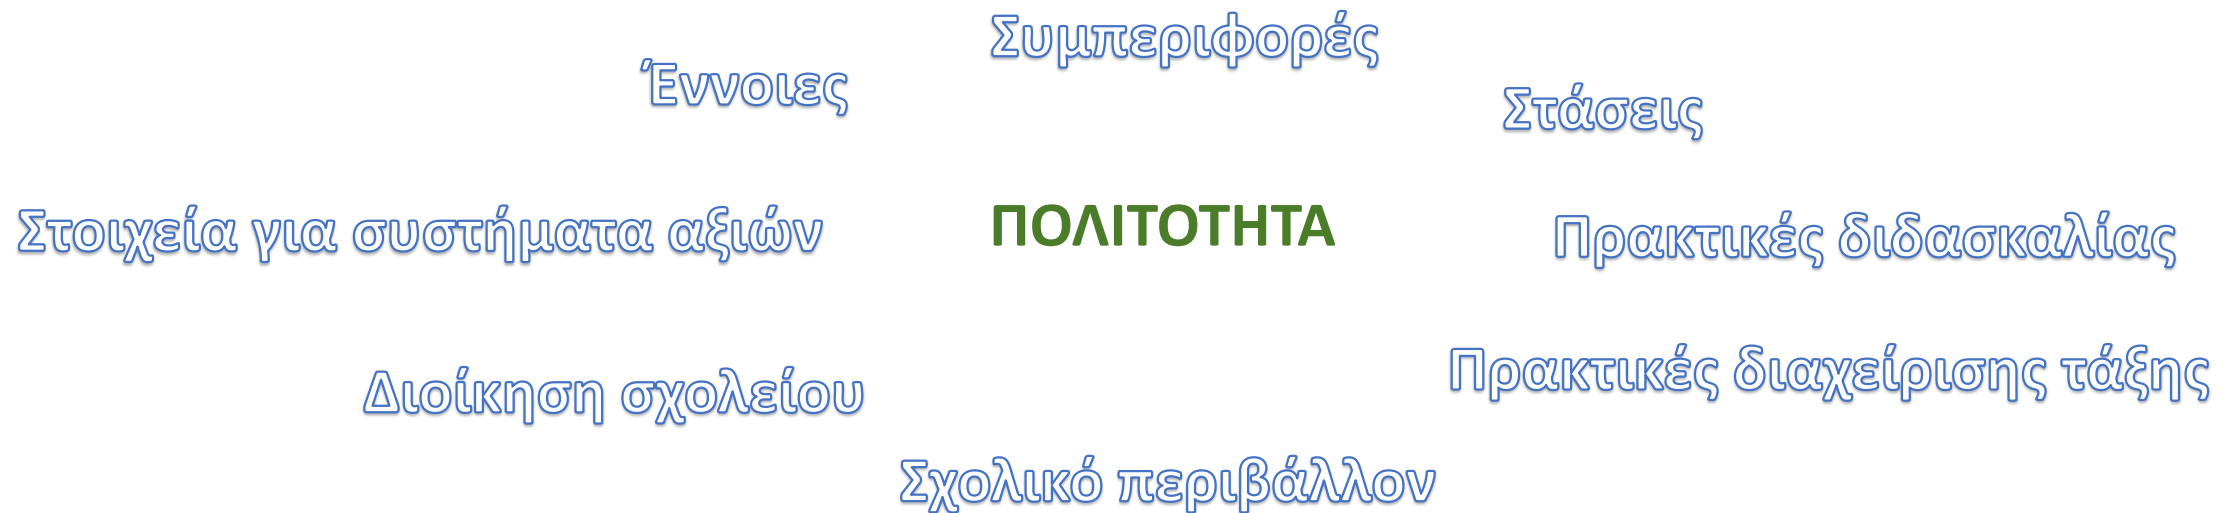 Συμπεριφορές
Έννοιες
Στάσεις
Στοιχεία για συστήματα αξιών
ΠΟΛΙΤΟΤΗΤΑ
Πρακτικές διδασκαλίας
Πρακτικές διαχείρισης τάξης
Διοίκηση σχολείου
Σχολικό περιβάλλον